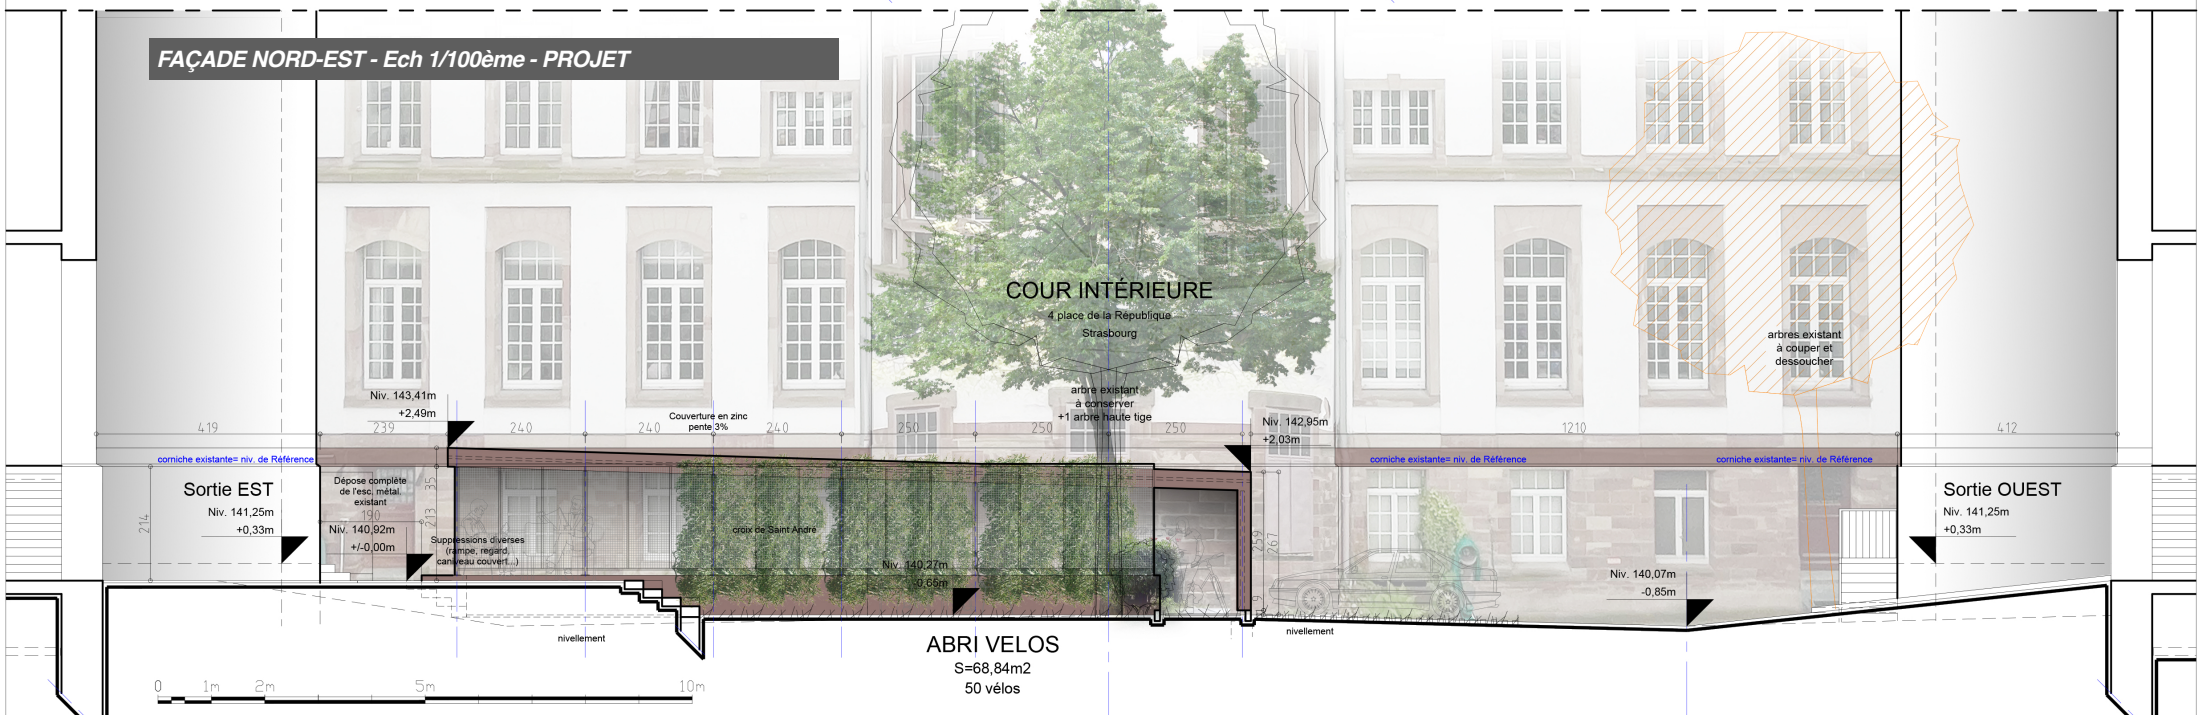 FAÇADE NORD-EST - Ech 1/100ème - PROJET
COUR INTÉRIEURE
4 place de la République
Strasbourg
arbres existant
à couper et
dessoucher
arbre existant
à conserver
+1 arbre haute tige
Niv. 143,41m
+2,49m
Couverture en zinc
pente 3%
Niv. 142,95m
+2,03m
419
239
240
240
240
250
250
250
1210
412
corniche existante= niv. de Référence
corniche existante= niv. de Référence
corniche existante= niv. de Référence
Sortie EST
Niv. 141,25m
+0,33m
214
Dépose complète
de l'esc. métal.
existant
190
Niv. 140,92m
+/-0,00m
35
213
Suppressions diverses
(rampe, regard,
caniveau couvert...)
croix de Saint André
Niv. 140,27m
-0,65m
259
267
Niv. 140,07m
-0,85m
Sortie OUEST
Niv. 141,25m
+0,33m
nivellement
nivellement
ABRI VELOS
S=68,84m2
50 vélos
0 1m 2m 5m 10m